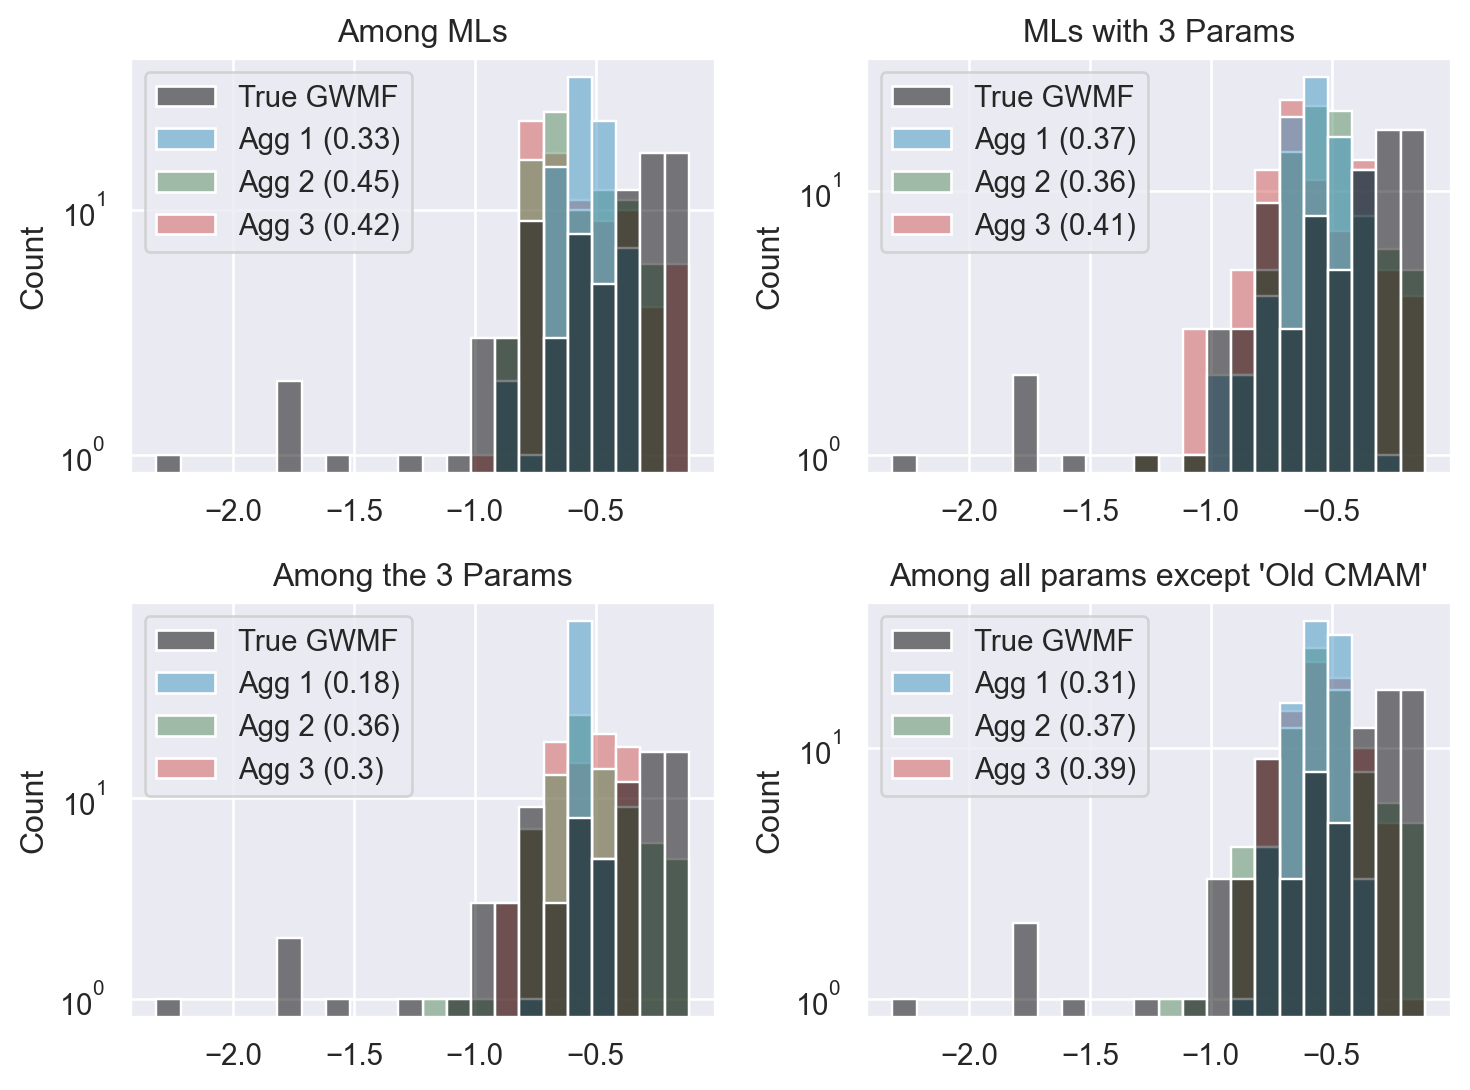 Among MLs
True GWMF
Agg 1 (0.33)
Agg 2 (0.45)
Agg 3 (0.42)
Count
10^1
10^0
−2.0 −1.5 −1.0 −0.5
MLs with 3 Params
True GWMF
Agg 1 (0.37)
Agg 2 (0.36)
Agg 3 (0.41)
Count
10^1
10^0
−2.0 −1.5 −1.0 −0.5
Among the 3 Params
True GWMF
Agg 1 (0.18)
Agg 2 (0.36)
Agg 3 (0.3)
Count
10^1
10^0
−2.0 −1.5 −1.0 −0.5
Among all params except 'Old CMAM'
True GWMF
Agg 1 (0.31)
Agg 2 (0.37)
Agg 3 (0.39)
Count
10^1
10^0
−2.0 −1.5 −1.0 −0.5